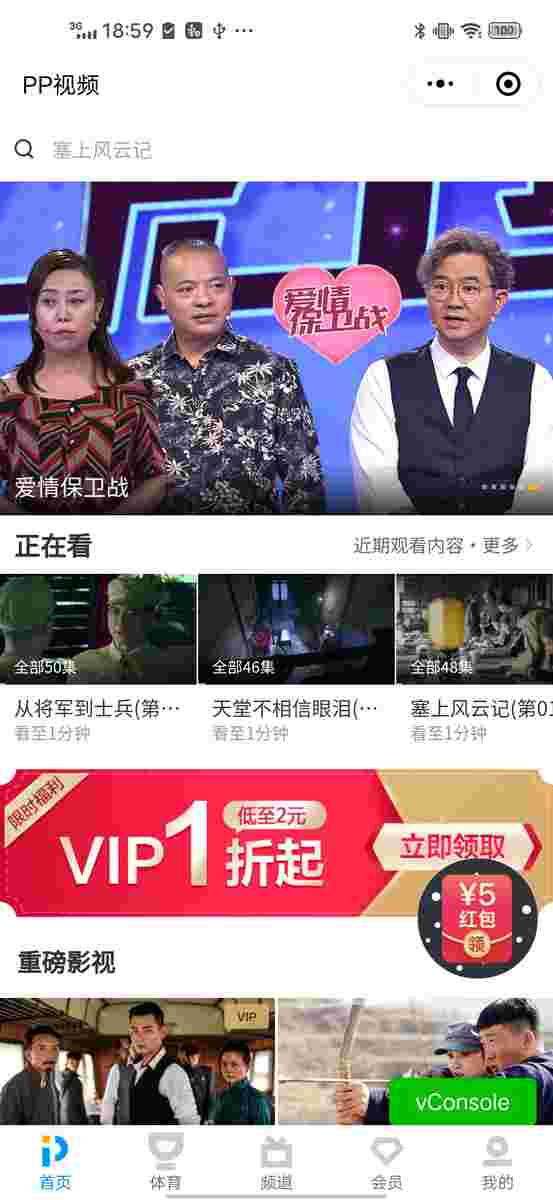 3G 18:59 100
PP视频
塞上风云记
爱情
保卫战
爱情保卫战
正在看
近期观看内容·更多
全部50集
全部46集
全部48集
从将军到士兵(第…
天堂不相信眼泪(…
塞上风云记(第01
看至1分钟
看至1分钟
看至1分钟
限时福利
VIP1折起
低至2元
立即领取
¥5
红包
领
重磅影视
VIP
vConsole
首页
体育
频道
会员
我的